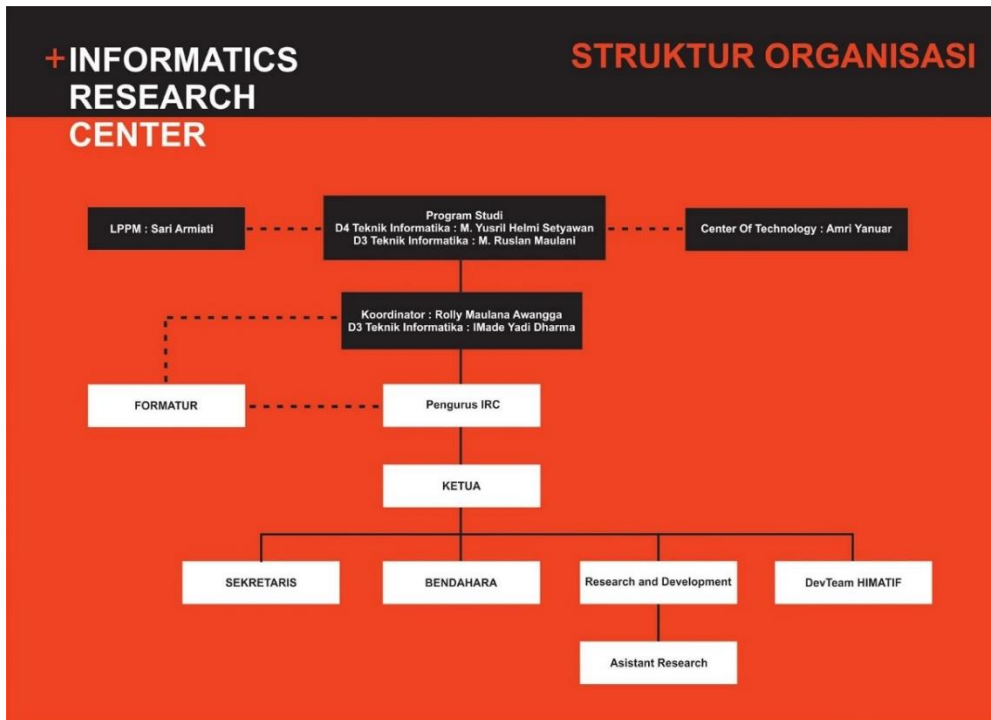 +INFORMATICS
RESEARCH
CENTER
STRUKTUR ORGANISASI
LPPM : Sari Armiati
Program Studi
D4 Teknik Informatika : M. Yusril Helmi Setyawan
D3 Teknik Informatika : M. Ruslan Maulani
Center Of Technology : Amri Yanuar
Koordinator : Rolly Maulana Awangga
D3 Teknik Informatika : IMade Yadi Dharma
FORMATUR
Pengurus IRC
KETUA
SEKRETARIS
BENDAHARA
Research and Development
DevTeam HIMATIF
Asistant Research